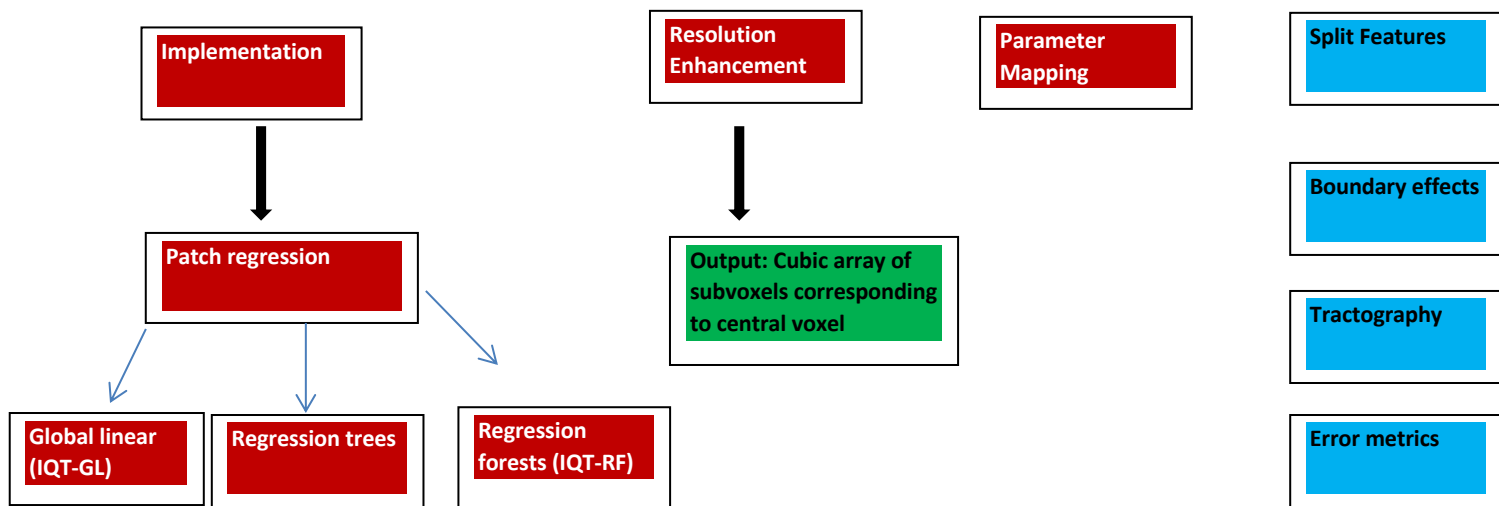 Implementation
Resolution
Enhancement
Parameter
Mapping
Split Features
Boundary effects
Patch regression
Output: Cubic array of
subvoxels corresponding
to central voxel
Tractography
Global linear
(IQT-GL)
Regression trees
Regression
forests (IQT-RF)
Error metrics